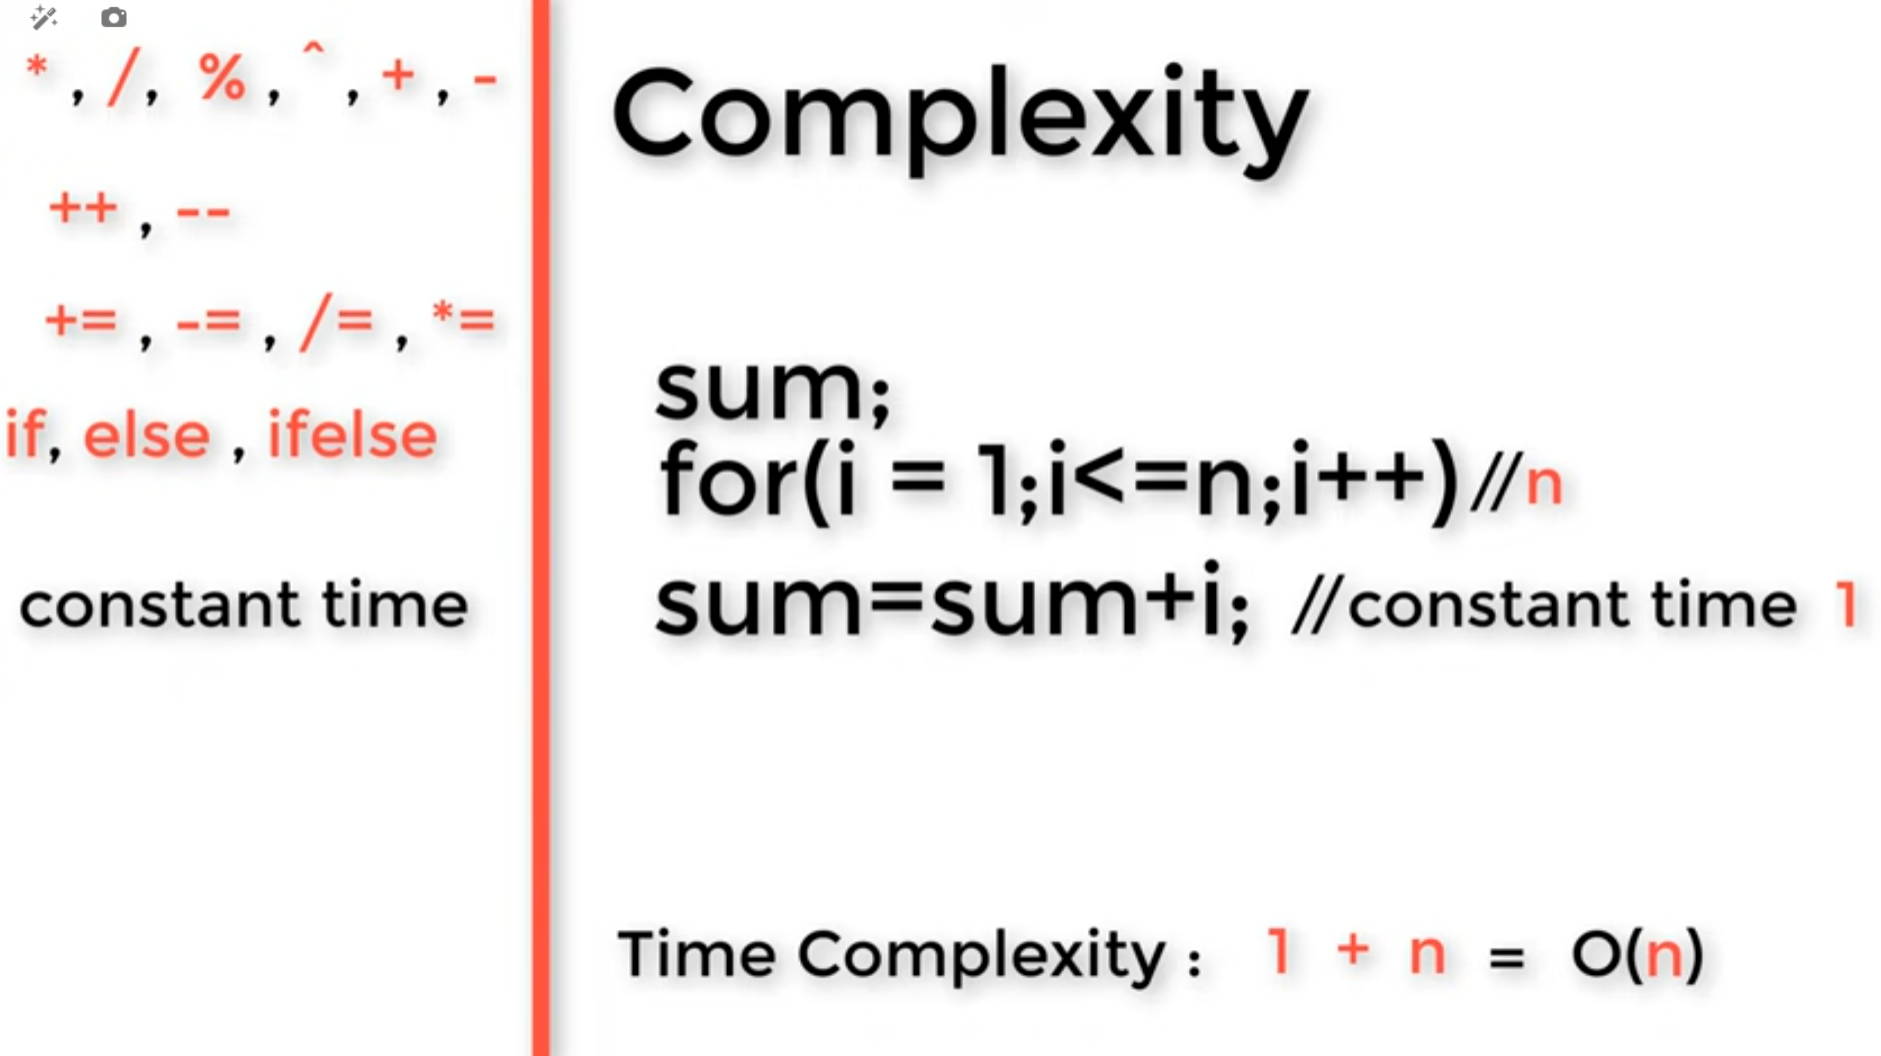 * , /, % , ^ , + , -
++ , --
+= , -= , /= , *=
if, else , ifelse
constant time
Complexity
sum;
for(i = 1;i<=n;i++)//n
sum=sum+i; //constant time 1
Time Complexity : 1 + n = O(n)